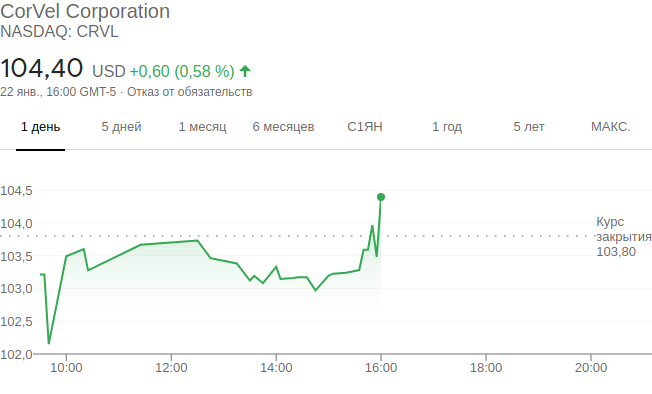 CorVel Corporation
NASDAQ: CRVL
104,40 USD +0,60 (0,58 %)
22 янв., 16:00 GMT-5 · Отказ от обязательств
1 день 5 дней 1 месяц 6 месяцев С1ЯН 1 год 5 лет МАКС.
104,5
104,0
Курс
закрытия
103,80
103,5
103,0
102,5
102,0
10:00 12:00 14:00 16:00 18:00 20:00